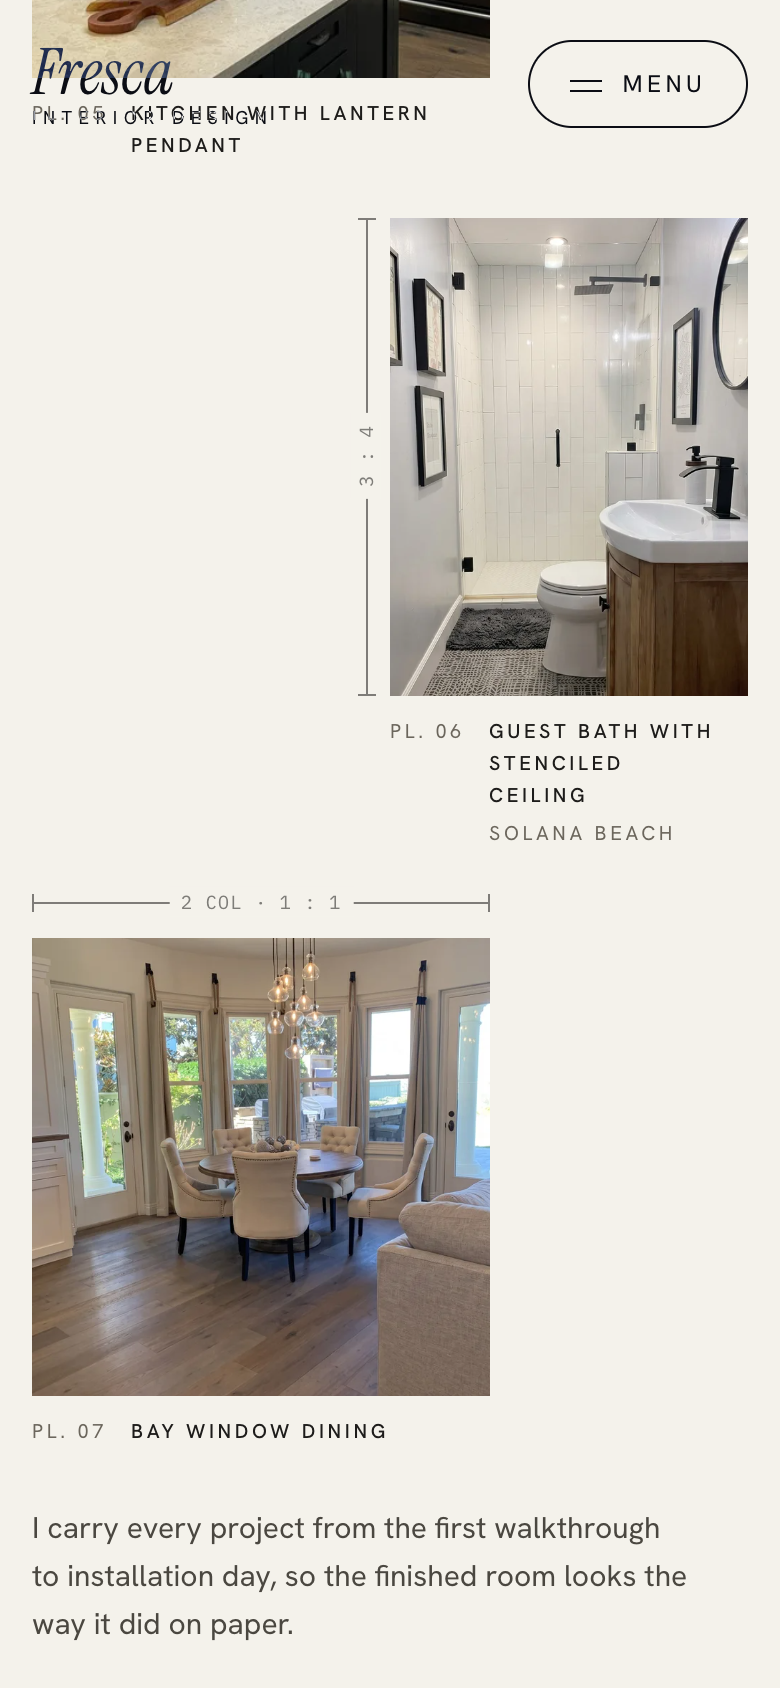 Fresca
INTERIOR DESIGN
MENU
PL. 05 KITCHEN WITH LANTERN
PENDANT
3 : 4
PL. 06 GUEST BATH WITH
STENCILED
CEILING
SOLANA BEACH
2 COL · 1 : 1
PL. 07 BAY WINDOW DINING
I carry every project from the first walkthrough
to installation day, so the finished room looks the
way it did on paper.